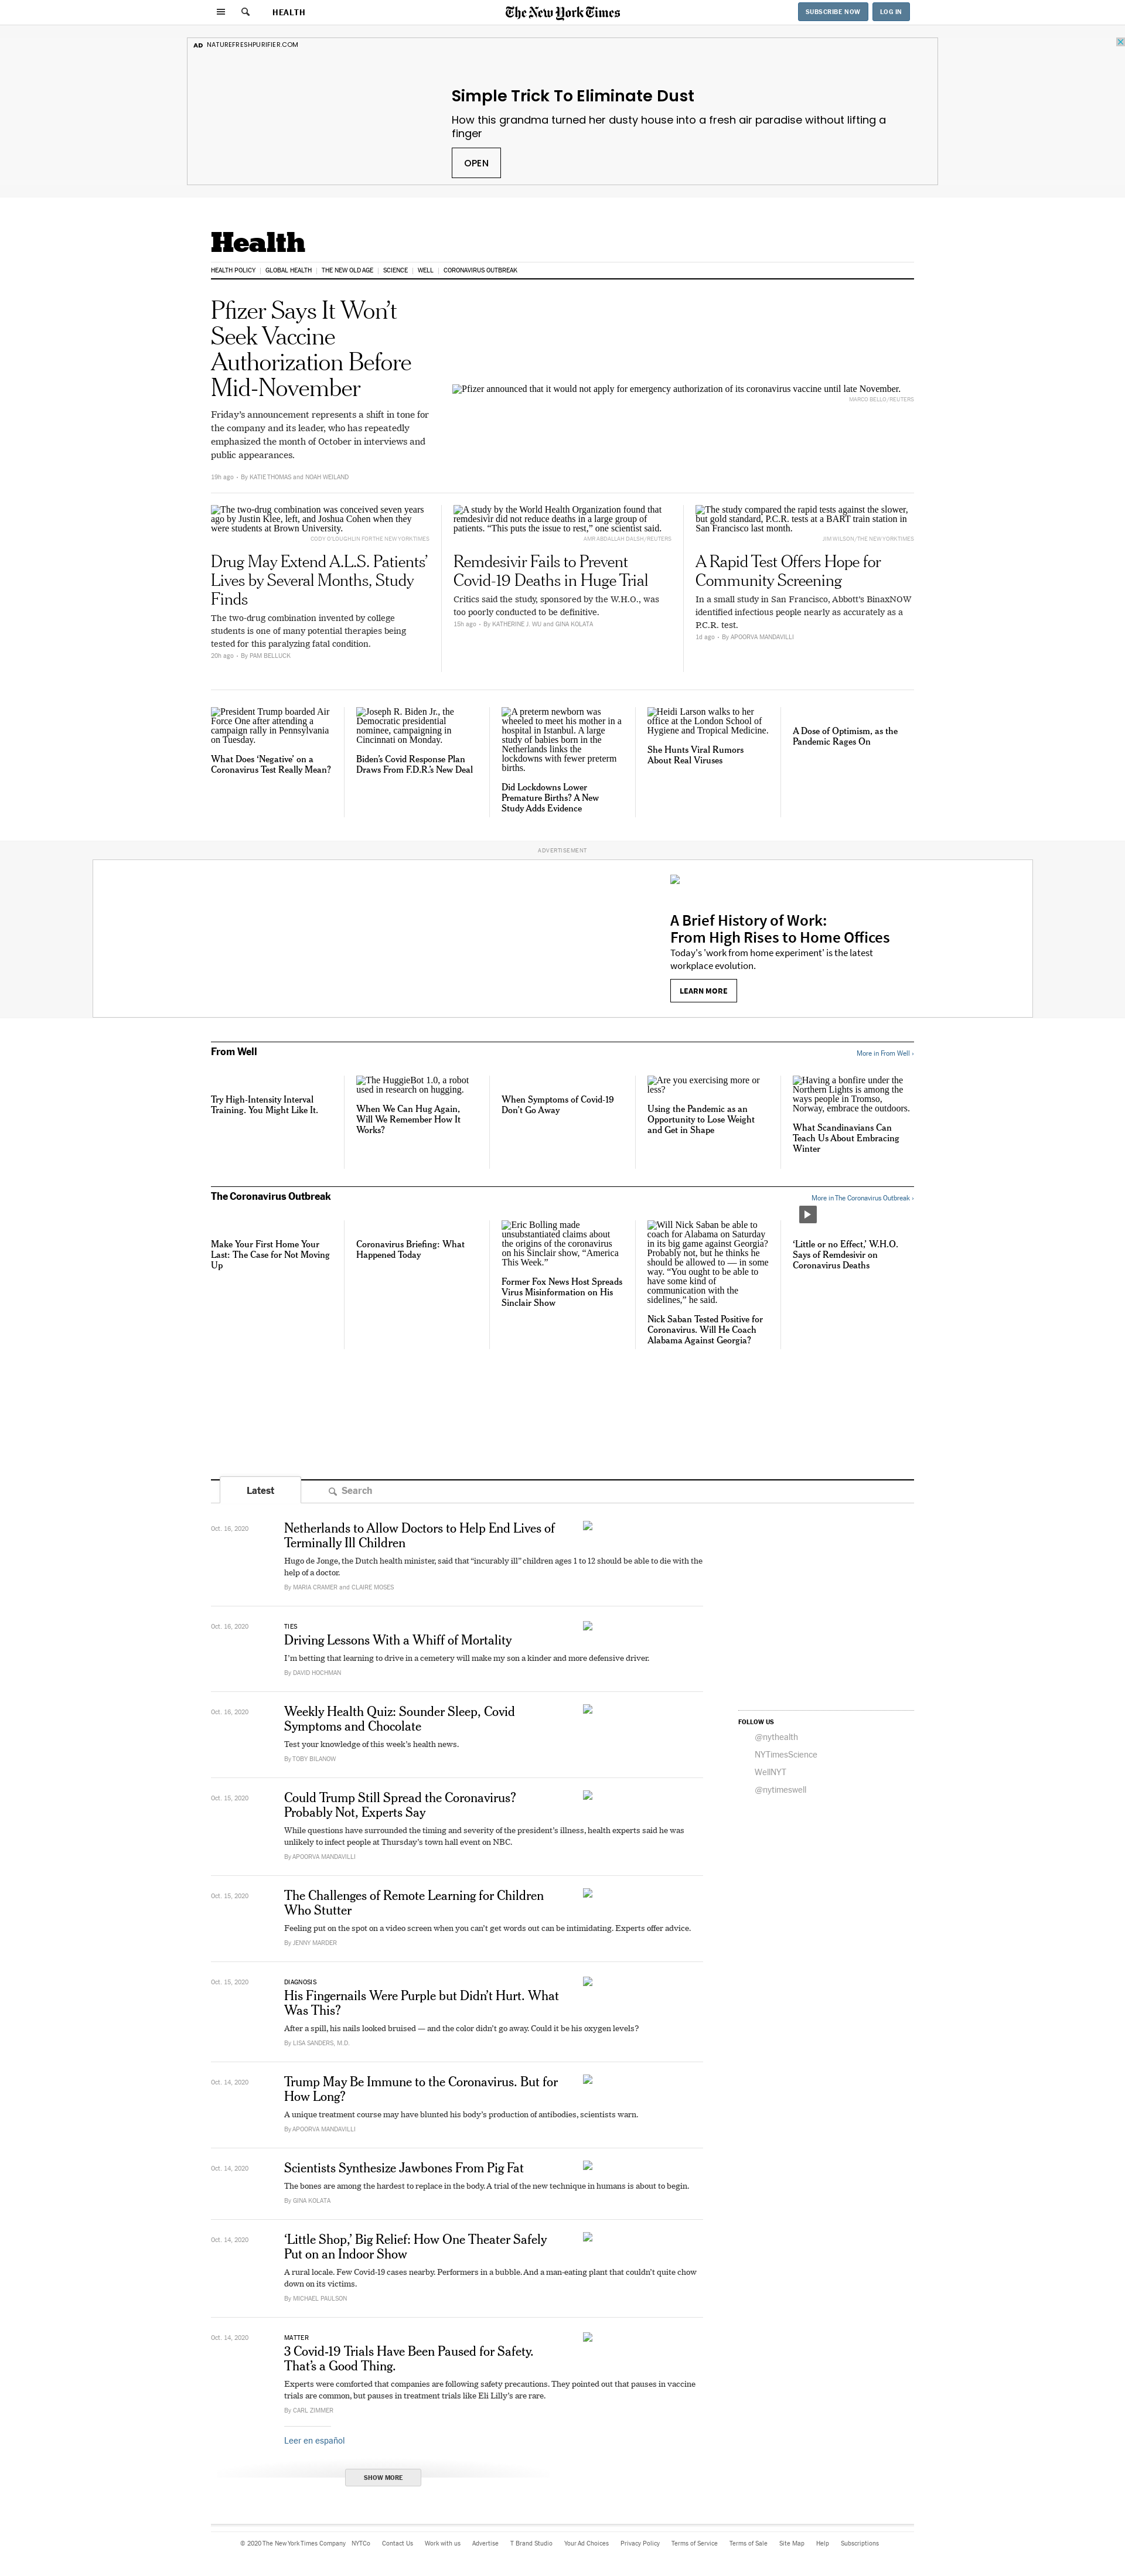 HEALTH
The New York Times
SUBSCRIBE NOW
LOG IN
AD NATUREFRESHPURIFIER.COM
Simple Trick To Eliminate Dust
How this grandma turned her dusty house into a fresh air paradise without lifting a
finger
OPEN
Health
HEALTH POLICY | GLOBAL HEALTH | THE NEW OLD AGE | SCIENCE | WELL | CORONAVIRUS OUTBREAK
Pfizer Says It Won’t
Seek Vaccine
Authorization Before
Mid-November
Friday’s announcement represents a shift in tone for
the company and its leader, who has repeatedly
emphasized the month of October in interviews and
public appearances.
19h ago - By KATIE THOMAS and NOAH WEILAND
Pfizer announced that it would not apply for emergency authorization of its coronavirus vaccine until late November.
MARCO BELLO/REUTERS
The two-drug combination was conceived seven years
ago by Justin Klee, left, and Joshua Cohen when they
were students at Brown University.
CODY O'LOUGHLIN FOR THE NEW YORK TIMES
Drug May Extend A.L.S. Patients’
Lives by Several Months, Study
Finds
The two-drug combination invented by college
students is one of many potential therapies being
tested for this paralyzing fatal condition.
20h ago - By PAM BELLUCK
A study by the World Health Organization found that
remdesivir did not reduce deaths in a large group of
patients. “This puts the issue to rest,” one scientist said.
AMR ABDALLAH DALSH/REUTERS
Remdesivir Fails to Prevent
Covid-19 Deaths in Huge Trial
Critics said the study, sponsored by the W.H.O., was
too poorly conducted to be definitive.
15h ago - By KATHERINE J. WU and GINA KOLATA
The study compared the rapid tests against the slower,
but gold standard, P.C.R. tests at a BART train station in
San Francisco last month.
JIM WILSON/THE NEW YORK TIMES
A Rapid Test Offers Hope for
Community Screening
In a small study in San Francisco, Abbott’s BinaxNOW
identified infectious people nearly as accurately as a
P.C.R. test.
1d ago - By APOORVA MANDAVILLI
President Trump boarded Air
Force One after attending a
campaign rally in Pennsylvania
on Tuesday.
What Does ‘Negative’ on a
Coronavirus Test Really Mean?
Joseph R. Biden Jr., the
Democratic presidential
nominee, campaigning in
Cincinnati on Monday.
Biden’s Covid Response Plan
Draws From F.D.R.’s New Deal
A preterm newborn was
wheeled to meet his mother in a
hospital in Istanbul. A large
study of babies born in the
Netherlands links the
lockdowns with fewer preterm
births.
Did Lockdowns Lower
Premature Births? A New
Study Adds Evidence
Heidi Larson walks to her
office at the London School of
Hygiene and Tropical Medicine.
She Hunts Viral Rumors
About Real Viruses
A Dose of Optimism, as the
Pandemic Rages On
ADVERTISEMENT
A Brief History of Work:
From High Rises to Home Offices
Today's 'work from home experiment' is the latest
workplace evolution.
LEARN MORE
From Well
More in From Well ›
Try High-Intensity Interval
Training. You Might Like It.
The HuggieBot 1.0, a robot
used in research on hugging.
When We Can Hug Again,
Will We Remember How It
Works?
When Symptoms of Covid-19
Don’t Go Away
Are you exercising more or
less?
Using the Pandemic as an
Opportunity to Lose Weight
and Get in Shape
Having a bonfire under the
Northern Lights is among the
ways people in Tromso,
Norway, embrace the outdoors.
What Scandinavians Can
Teach Us About Embracing
Winter
The Coronavirus Outbreak
More in The Coronavirus Outbreak ›
Make Your First Home Your
Last: The Case for Not Moving
Up
Coronavirus Briefing: What
Happened Today
Eric Bolling made
unsubstantiated claims about
the origins of the coronavirus
on his Sinclair show, “America
This Week.”
Former Fox News Host Spreads
Virus Misinformation on His
Sinclair Show
Will Nick Saban be able to
coach for Alabama on Saturday
in its big game against Georgia?
Probably not, but he thinks he
should be allowed to — in some
way. “You ought to be able to
have some kind of
communication with the
sidelines,” he said.
Nick Saban Tested Positive for
Coronavirus. Will He Coach
Alabama Against Georgia?
‘Little or no Effect,’ W.H.O.
Says of Remdesivir on
Coronavirus Deaths
Latest
Search
Oct. 16, 2020
Netherlands to Allow Doctors to Help End Lives of
Terminally Ill Children
Hugo de Jonge, the Dutch health minister, said that “incurably ill” children ages 1 to 12 should be able to die with the
help of a doctor.
By MARIA CRAMER and CLAIRE MOSES
Oct. 16, 2020
TIES
Driving Lessons With a Whiff of Mortality
I’m betting that learning to drive in a cemetery will make my son a kinder and more defensive driver.
By DAVID HOCHMAN
Oct. 16, 2020
Weekly Health Quiz: Sounder Sleep, Covid
Symptoms and Chocolate
Test your knowledge of this week’s health news.
By TOBY BILANOW
FOLLOW US
@nythealth
NYTimesScience
WellNYT
@nytimeswell
Oct. 15, 2020
Could Trump Still Spread the Coronavirus?
Probably Not, Experts Say
While questions have surrounded the timing and severity of the president’s illness, health experts said he was
unlikely to infect people at Thursday’s town hall event on NBC.
By APOORVA MANDAVILLI
Oct. 15, 2020
The Challenges of Remote Learning for Children
Who Stutter
Feeling put on the spot on a video screen when you can’t get words out can be intimidating. Experts offer advice.
By JENNY MARDER
Oct. 15, 2020
DIAGNOSIS
His Fingernails Were Purple but Didn’t Hurt. What
Was This?
After a spill, his nails looked bruised — and the color didn’t go away. Could it be his oxygen levels?
By LISA SANDERS, M.D.
Oct. 14, 2020
Trump May Be Immune to the Coronavirus. But for
How Long?
A unique treatment course may have blunted his body’s production of antibodies, scientists warn.
By APOORVA MANDAVILLI
Oct. 14, 2020
Scientists Synthesize Jawbones From Pig Fat
The bones are among the hardest to replace in the body. A trial of the new technique in humans is about to begin.
By GINA KOLATA
Oct. 14, 2020
‘Little Shop,’ Big Relief: How One Theater Safely
Put on an Indoor Show
A rural locale. Few Covid-19 cases nearby. Performers in a bubble. And a man-eating plant that couldn’t quite chow
down on its victims.
By MICHAEL PAULSON
Oct. 14, 2020
MATTER
3 Covid-19 Trials Have Been Paused for Safety.
That’s a Good Thing.
Experts were comforted that companies are following safety precautions. They pointed out that pauses in vaccine
trials are common, but pauses in treatment trials like Eli Lilly’s are rare.
By CARL ZIMMER
Leer en español
SHOW MORE
© 2020 The New York Times Company NYTCo Contact Us Work with us Advertise T Brand Studio Your Ad Choices Privacy Policy Terms of Service Terms of Sale Site Map Help Subscriptions